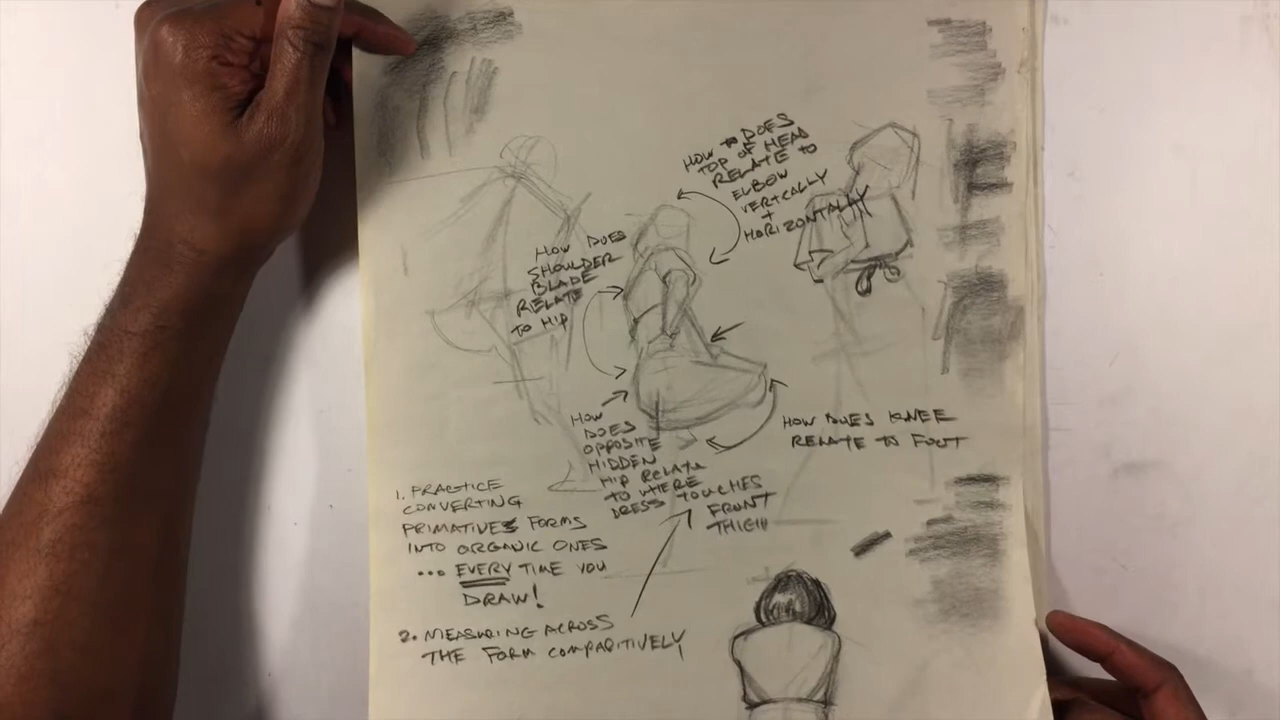 HOW TO DOES
TOP OF HEAD
RELATE TO
ELBOW
VERTICALLY
+
HORIZONTALLY
HOW DOES
SHOULDER
BLADE
RELATE
TO HIP
HOW DOES KNEE
RELATE TO FOOT
HOW
DOES
OPPOSITE
HIDDEN
HIP RELATE
TO WHERE
DRESS TOUCHES
FRONT
THIGH
1. PRACTICE
CONVERTING
PRIMATIVES FORMS
INTO ORGANIC ONES
... EVERY TIME YOU
DRAW!
2. MEASURING ACROSS
THE FORM COMPARITIVELY